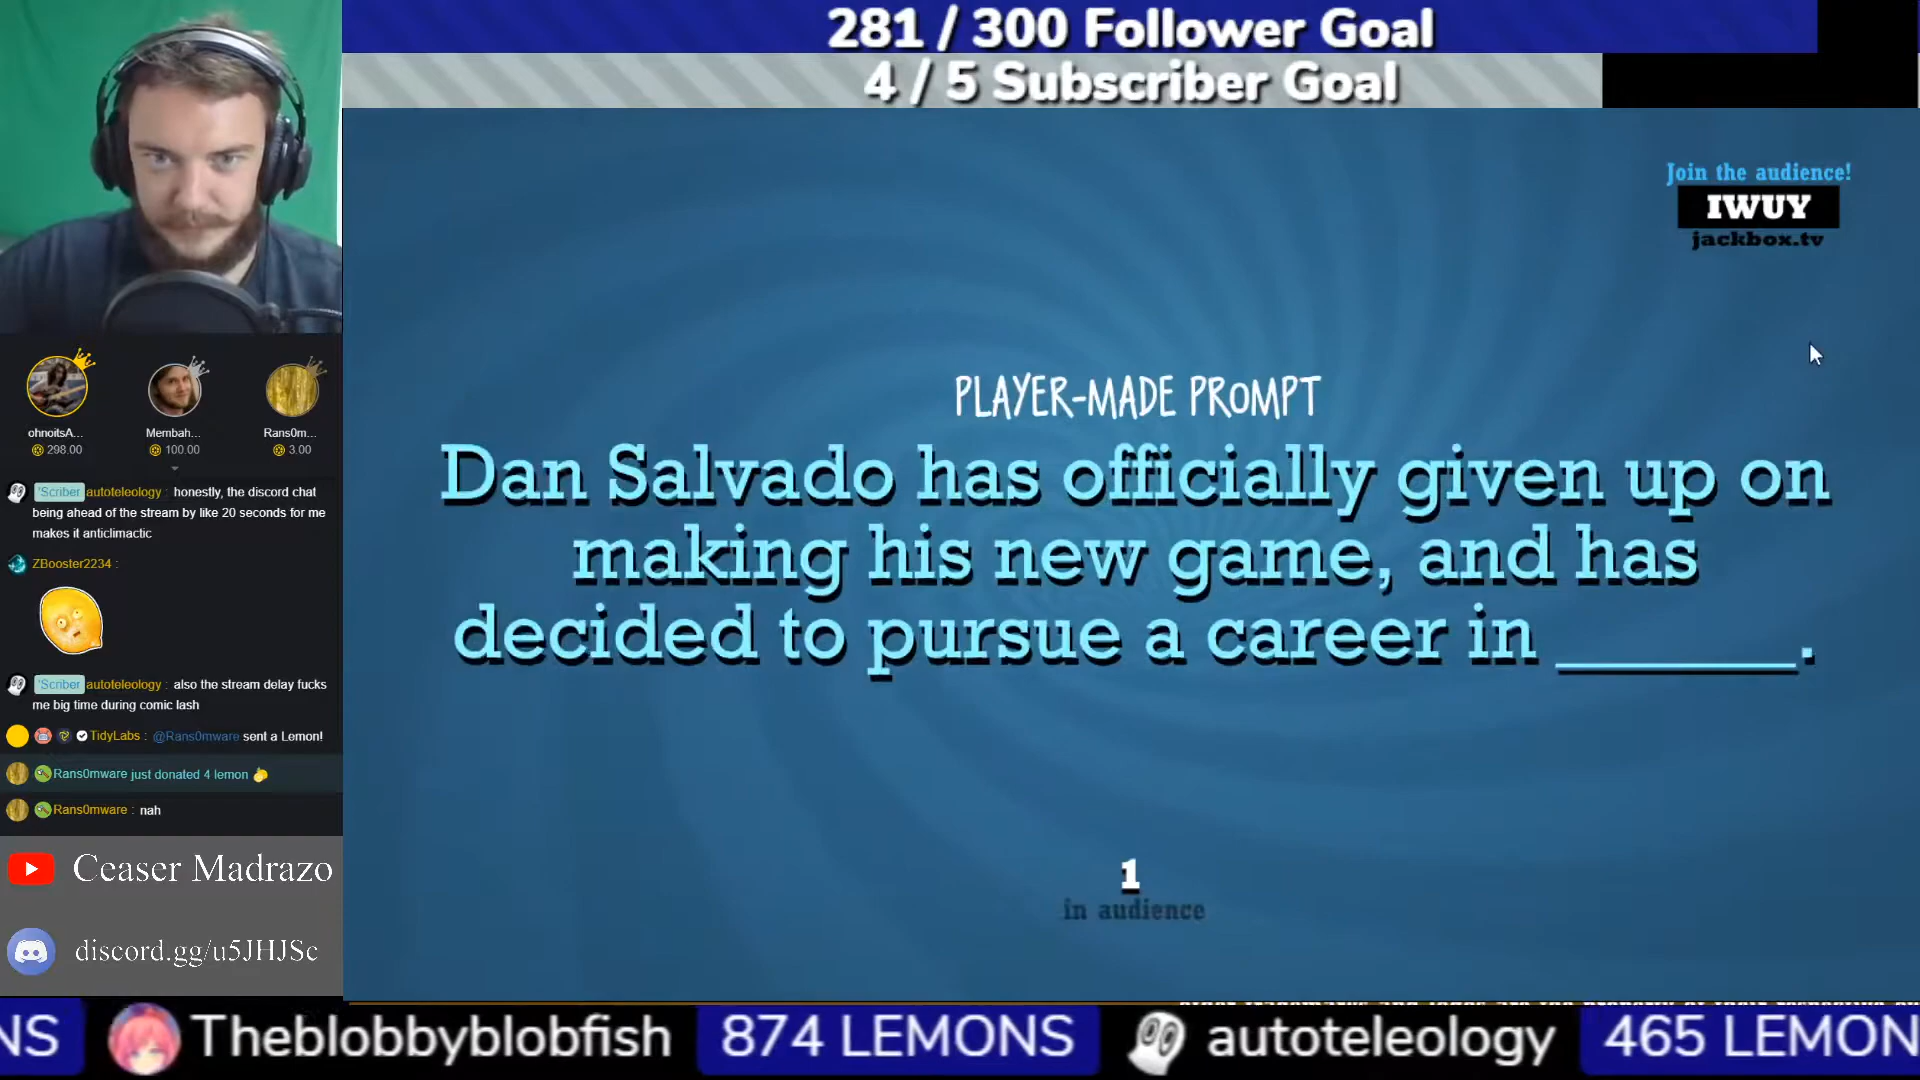 281 / 300 Follower Goal
4 / 5 Subscriber Goal
Join the audience!
IWUY
jackbox.tv
PLAYER-MADE PROMPT
Dan Salvado has officially given up on
making his new game, and has
decided to pursue a career in ______.
1
in audience
ohnoitsA...
Membah...
Rans0m...
298.00
100.00
3.00
'Scriber autoteleology : honestly, the discord chat
being ahead of the stream by like 20 seconds for me
makes it anticlimactic
ZBooster2234 :
'Scriber autoteleology : also the stream delay fucks
me big time during comic lash
TidyLabs : @Rans0mware sent a Lemon!
Rans0mware just donated 4 lemon
Rans0mware : nah
Ceaser Madrazo
discord.gg/u5JHJSc
NS
Theblobbyblobfish
874 LEMONS
autoteleology
465 LEMON